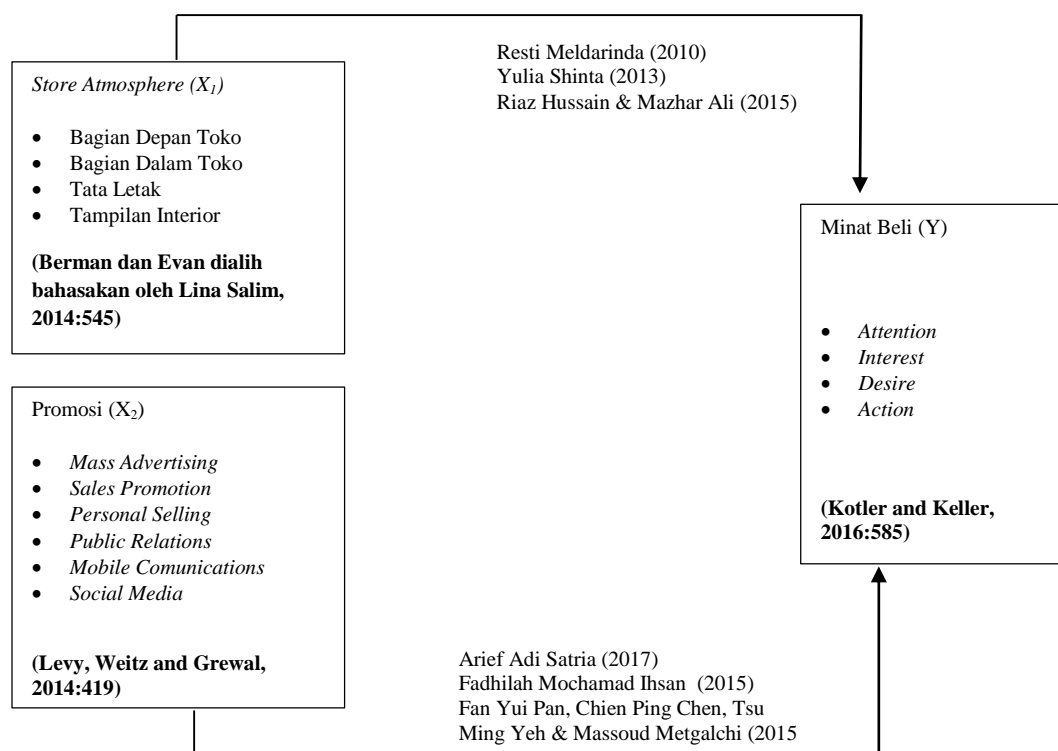 Resti Meldarinda (2010)
Yulia Shinta (2013)
Riaz Hussain & Mazhar Ali (2015)
Store Atmosphere (X1)
• Bagian Depan Toko
• Bagian Dalam Toko
• Tata Letak
• Tampilan Interior
(Berman dan Evan dialih
bahasakan oleh Lina Salim,
2014:545)
Minat Beli (Y)
• Attention
• Interest
• Desire
• Action
(Kotler and Keller,
2016:585)
Promosi (X2)
• Mass Advertising
• Sales Promotion
• Personal Selling
• Public Relations
• Mobile Comunications
• Social Media
(Levy, Weitz and Grewal,
2014:419)
Arief Adi Satria (2017)
Fadhilah Mochamad Ihsan (2015)
Fan Yui Pan, Chien Ping Chen, Tsu
Ming Yeh & Massoud Metgalchi (2015